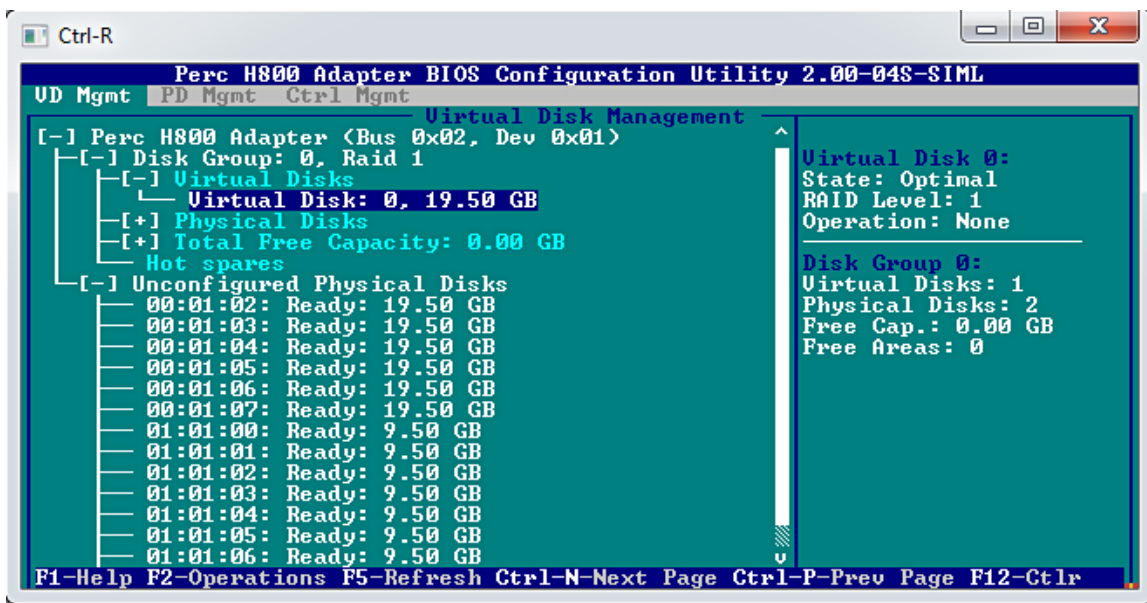 Ctrl-R
Perc H800 Adapter BIOS Configuration Utility 2.00-04S-SIML
VD Mgmt PD Mgmt Ctrl Mgmt
Virtual Disk Management
[-] Perc H800 Adapter (Bus 0x02, Dev 0x01)
[-] Disk Group: 0, Raid 1
[-] Virtual Disks
Virtual Disk: 0, 19.50 GB
[+] Physical Disks
[+] Total Free Capacity: 0.00 GB
Hot spares
[-] Unconfigured Physical Disks
00:01:02: Ready: 19.50 GB
00:01:03: Ready: 19.50 GB
00:01:04: Ready: 19.50 GB
00:01:05: Ready: 19.50 GB
00:01:06: Ready: 19.50 GB
00:01:07: Ready: 19.50 GB
01:01:00: Ready: 9.50 GB
01:01:01: Ready: 9.50 GB
01:01:02: Ready: 9.50 GB
01:01:03: Ready: 9.50 GB
01:01:04: Ready: 9.50 GB
01:01:05: Ready: 9.50 GB
01:01:06: Ready: 9.50 GB
Virtual Disk 0:
State: Optimal
RAID Level: 1
Operation: None
Disk Group 0:
Virtual Disks: 1
Physical Disks: 2
Free Cap.: 0.00 GB
Free Areas: 0
F1-Help F2-Operations F5-Refresh Ctrl-N-Next Page Ctrl-P-Prev Page F12-Ctlr